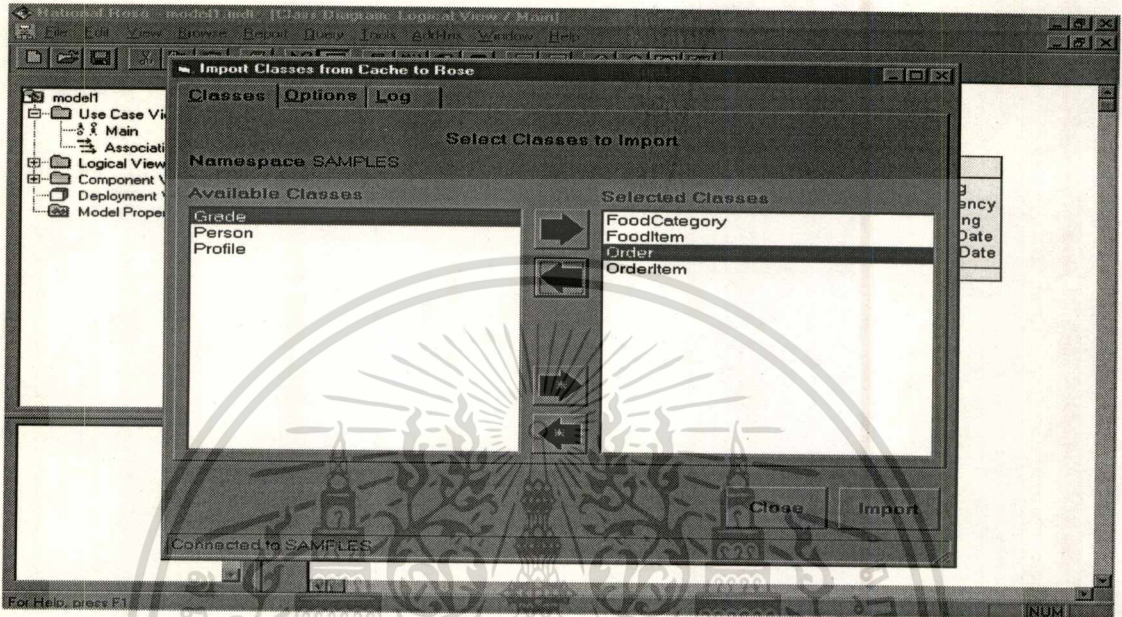 Rational Rose - model1.mdl - [Class Diagram: Logical View / Main]
File Edit View Browse Report Query Tools Add-Ins Window Help
Import Classes from Cache to Rose
Classes Options Log
Select Classes to Import
Namespace SAMPLES
Available Classes
Grade
Person
Profile
Selected Classes
FoodCategory
FoodItem
Order
OrderItem
Close Import
Connected to SAMPLES
model1
Use Case Vi
Main
Associati
Logical View
Component V
Deployment V
Model Proper
g
ency
ng
Date
Date
For Help, press F1
NUM